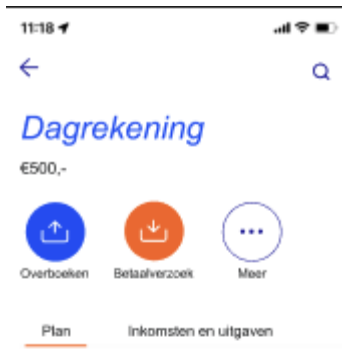 11:18
Dagrekening
€500,-
Overboeken Betaalverzoek Meer
Plan Inkomsten en uitgaven